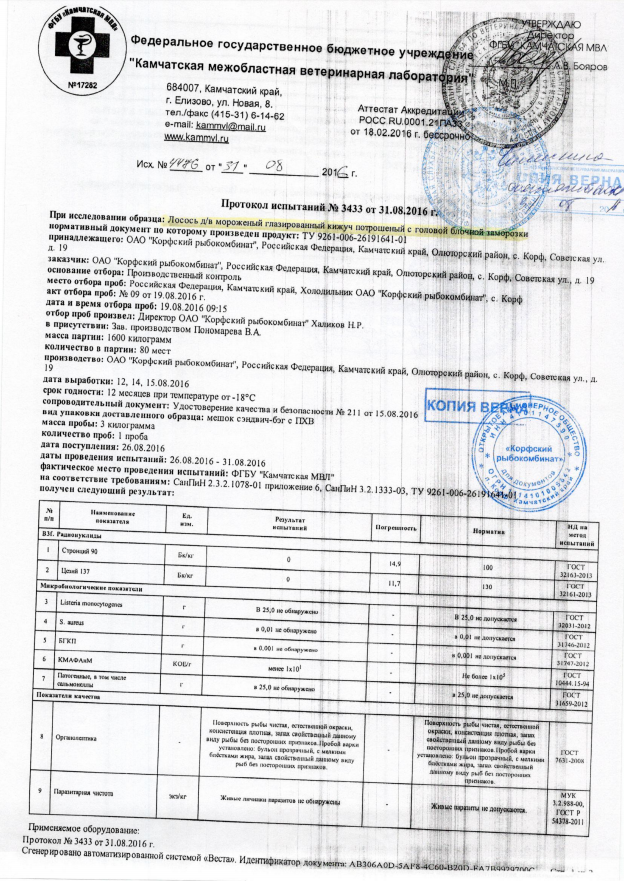 ФГБУ «Камчатская МВЛ»
№17282
УТВЕРЖДАЮ
Директор
ФГБУ КАМЧАТСКАЯ МВЛ
А.В. Бояров
М.П.
Федеральное государственное бюджетное учреждение
"Камчатская межобластная ветеринарная лаборатория"
684007, Камчатский край,
г. Елизово, ул. Новая, 8.
тел./факс (415-31) 6-14-62
e-mail: kammvl@mail.ru
www.kammvl.ru
Аттестат Аккредитации
РОСС RU.0001.21ПА33
от 18.02.2016 бессрочно
КОПИЯ ВЕРНА
Исх. № 4476 от "31" 08 2016 г.
Протокол испытаний № 3433 от 31.08.2016 г.
При исследовании образца: Лосось д/в мороженый глазированный кижуч потрошеный с головой блочной заморозки
нормативный документ по которому произведен продукт: ТУ 9261-006-26191641-01
принадлежащего: ОАО "Корфский рыбокомбинат", Российская Федерация, Камчатский край, Олюторский район, с. Корф, Советская ул.
д. 19
заказчик: ОАО "Корфский рыбокомбинат", Российская Федерация, Камчатский край, Олюторский район, с. Корф, Советская ул., д. 19
основание отбора: Производственный контроль
место отбора проб: Российская Федерация, Камчатский край, Холодильник ОАО "Корфский рыбокомбинат", с. Корф
акт отбора проб: № 09 от 19.08.2016 г.
дата и время отбора проб: 19.08.2016 09:15
отбор проб произвел: Директор ОАО "Корфский рыбокомбинат" Халиков Н.Р.
в присутствии: Зав. производством Пономарева В.А.
масса партии: 1600 килограмм
количество в партии: 80 мест
производство: ОАО "Корфский рыбокомбинат", Российская Федерация, Камчатский край, Олюторский район, с. Корф, Советская ул., д.
19
дата выработки: 12, 14, 15.08.2016
срок годности: 12 месяцев при температуре от -18°C
сопроводительный документ: Удостоверение качества и безопасности № 211 от 15.08.2016
вид упаковки доставленного образца: мешок сэндвич-бэг с ПХВ
масса пробы: 3 килограмма
количество проб: 1 проба
дата поступления: 26.08.2016
даты проведения испытаний: 26.08.2016 - 31.08.2016
фактическое место проведения испытаний: ФГБУ "Камчатская МВЛ"
на соответствие требованиям: СанПиН 3.2.1078-01 приложение 6, СанПиН 3.2.1333-03, ТУ 9261-006-26191641-01
получен следующий результат:
КОПИЯ ВЕРНА
«Корфский
рыбокомбинат»
для документов
№ п/п Наименование показателя Ед. изм. Результат испытаний Погрешность Норматив НД на метод испытаний
В3f. Радионуклиды
1 Стронций 90 Бк/кг 0 14,9 100 ГОСТ 32163-2013
2 Цезий 137 Бк/кг 0 11,7 130 ГОСТ 32161-2013
Микробиологические показатели
3 Listeria monocytogenes г В 25,0 не обнаружено - В 25,0 не допускается ГОСТ 32031-2012
4 S. aureus г в 0,01 не обнаружено - в 0,01 не допускается ГОСТ 31746-2012
5 БГКП г в 0,001 не обнаружено - в 0,001 не допускается ГОСТ 31747-2012
6 КМАФАнМ КОЕ/г менее 1x10¹ - Не более 1x10⁵ ГОСТ 10444.15-94
7 Патогенные, в том числе сальмонеллы г в 25,0 не обнаружено - в 25,0 не допускается ГОСТ 31659-2012
Показатели качества
8 Органолептика - Поверхность рыбы чистая, естественной окраски, консистенция плотная, запах свойственный данному виду рыбы без посторонних признаков. Пробой варки установлено: бульон прозрачный, с мелкими блёстками жира, запах свойственный данному виду рыб без посторонних признаков. - Поверхность рыбы чистая, естественной окраски, консистенция плотная, запах свойственный данному виду рыбы без посторонних признаков. Пробой варки установлено: бульон прозрачный, с мелкими блёстками жира, запах свойственный данному виду рыб без посторонних признаков. ГОСТ 7631-2008
9 Паразитарная чистота экз/кг Живые личинки паразитов не обнаружены - Живые паразиты не допускаются. МУК 3.2.988-00, ГОСТ Р 54378-2011
Применяемое оборудование:
Протокол № 3433 от 31.08.2016 г.
Сгенерировано автоматизированной системой «Веста». Идентификатор документа: